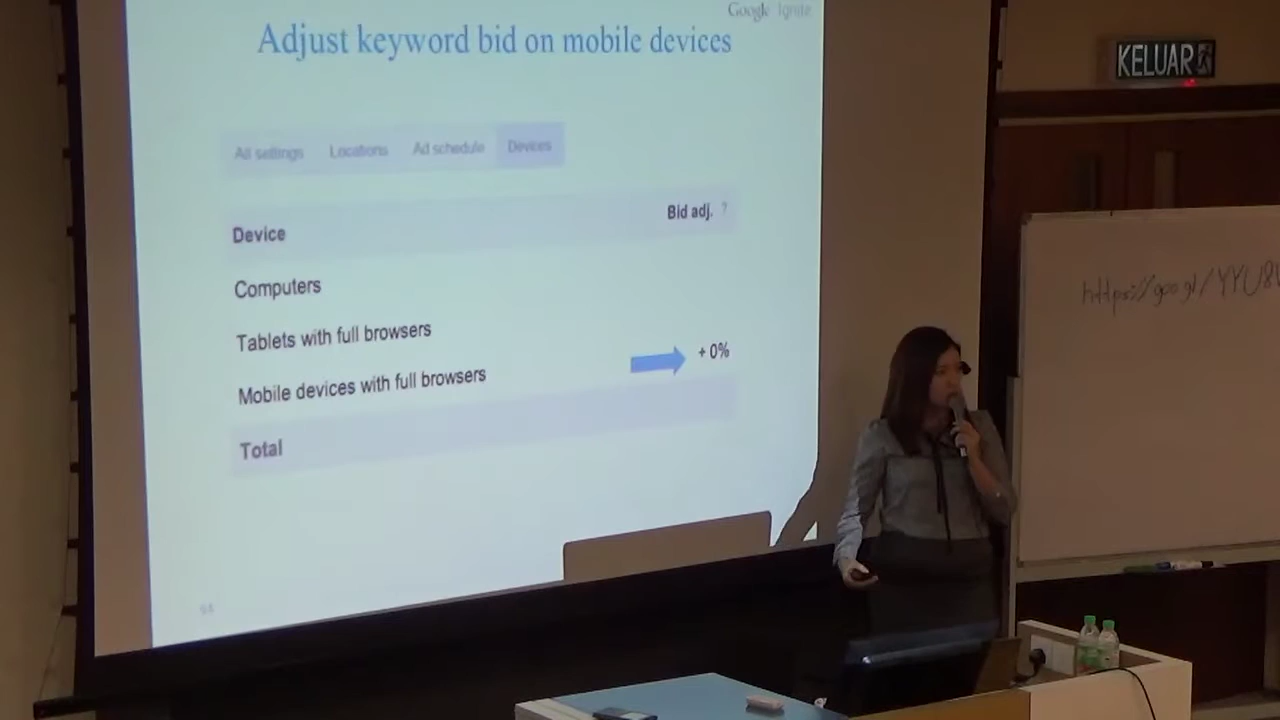 Google Ignite
Adjust keyword bid on mobile devices
KELUAR
All settings Locations Ad schedule Devices
Device Bid adj. ?
Computers
Tablets with full browsers
Mobile devices with full browsers + 0%
Total